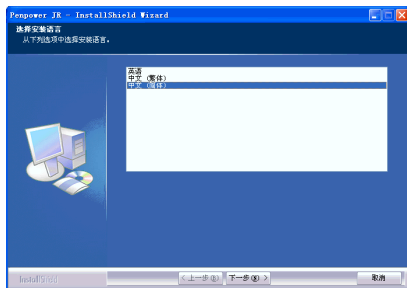 Penpower JR - InstallShield Wizard
选择安装语言
从下列选项中选择安装语言。
英语
中文 (繁体)
中文 (简体)
InstallShield
< 上一步(B) 下一步(N) > 取消